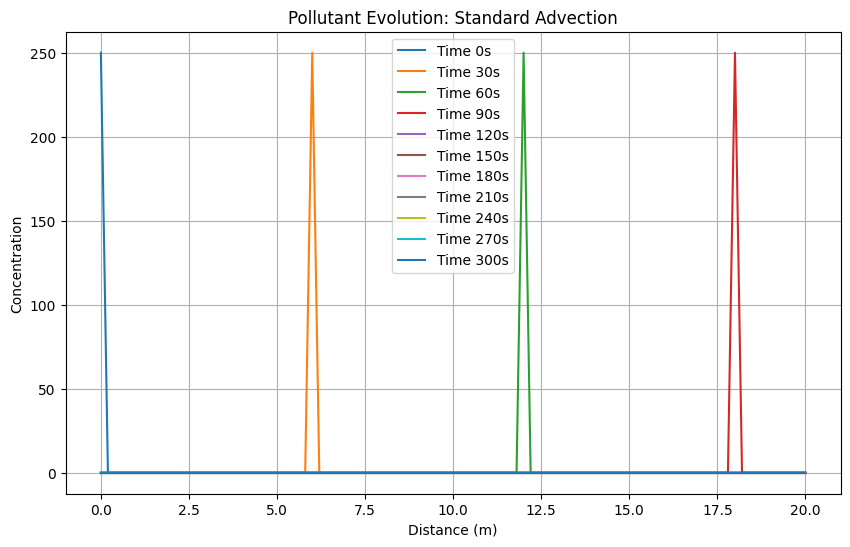 Pollutant Evolution: Standard Advection
Time 0s
Time 30s
Time 60s
Time 90s
Time 120s
Time 150s
Time 180s
Time 210s
Time 240s
Time 270s
Time 300s
Concentration
250
200
150
100
50
0
0.0 2.5 5.0 7.5 10.0 12.5 15.0 17.5 20.0
Distance (m)